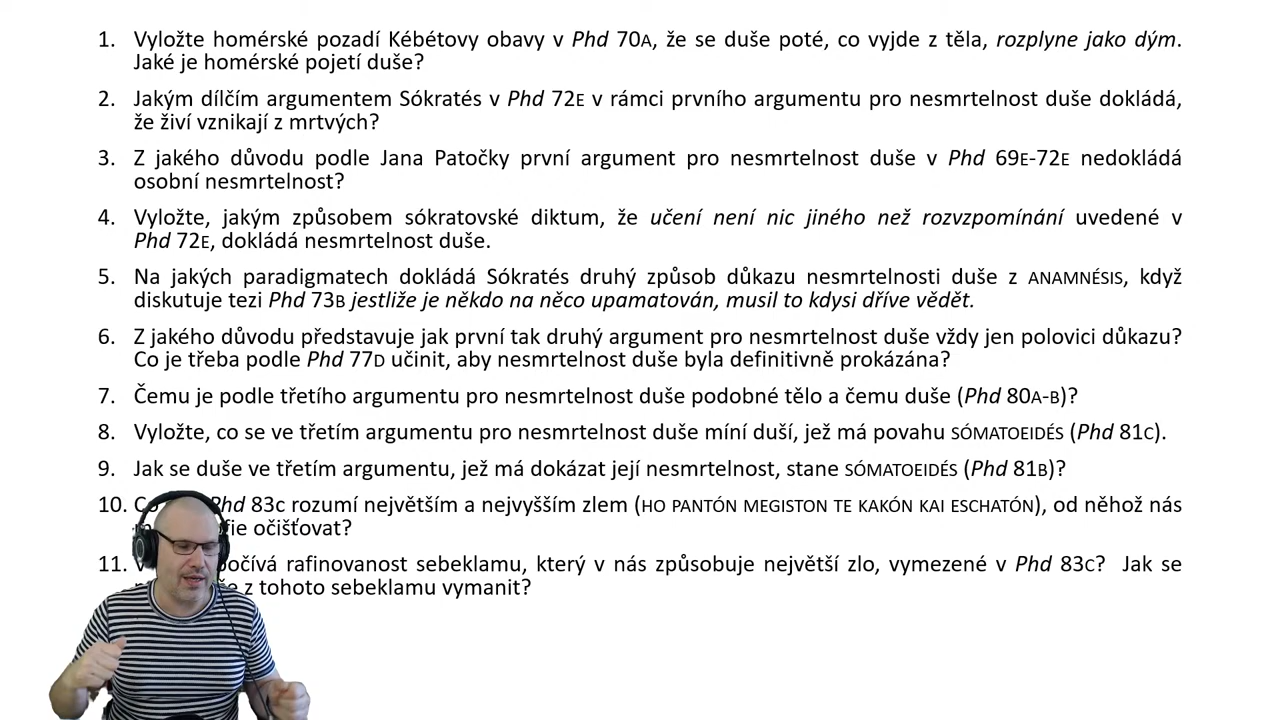 1. Vyložte homérské pozadí Kébétovy obavy v Phd 70A, že se duše poté, co vyjde z těla, rozplyne jako dým.
Jaké je homérské pojetí duše?
2. Jakým dílčím argumentem Sókratés v Phd 72E v rámci prvního argumentu pro nesmrtelnost duše dokládá,
že živí vznikají z mrtvých?
3. Z jakého důvodu podle Jana Patočky první argument pro nesmrtelnost duše v Phd 69E-72E nedokládá
osobní nesmrtelnost?
4. Vyložte, jakým způsobem sókratovské diktum, že učení není nic jiného než rozvzpomínání uvedené v
Phd 72E, dokládá nesmrtelnost duše.
5. Na jakých paradigmatech dokládá Sókratés druhý způsob důkazu nesmrtelnosti duše z ANAMNÉSIS, když
diskutuje tezi Phd 73B jestliže je někdo na něco upamatován, musil to kdysi dříve vědět.
6. Z jakého důvodu představuje jak první tak druhý argument pro nesmrtelnost duše vždy jen polovici důkazu?
Co je třeba podle Phd 77D učinit, aby nesmrtelnost duše byla definitivně prokázána?
7. Čemu je podle třetího argumentu pro nesmrtelnost duše podobné tělo a čemu duše (Phd 80A-B)?
8. Vyložte, co se ve třetím argumentu pro nesmrtelnost duše míní duší, jež má povahu SÓMATOEIDÉS (Phd 81C).
9. Jak se duše ve třetím argumentu, jež má dokázat její nesmrtelnost, stane SÓMATOEIDÉS (Phd 81B)?
10. Phd 83c rozumí největším a nejvyšším zlem (HO PANTÓN MEGISTON TE KAKÓN KAI ESCHATÓN), od něhož nás
očišťovat?
11. rafinovanost sebeklamu, který v nás způsobuje největší zlo, vymezené v Phd 83C? Jak se
z tohoto sebeklamu vymanit?